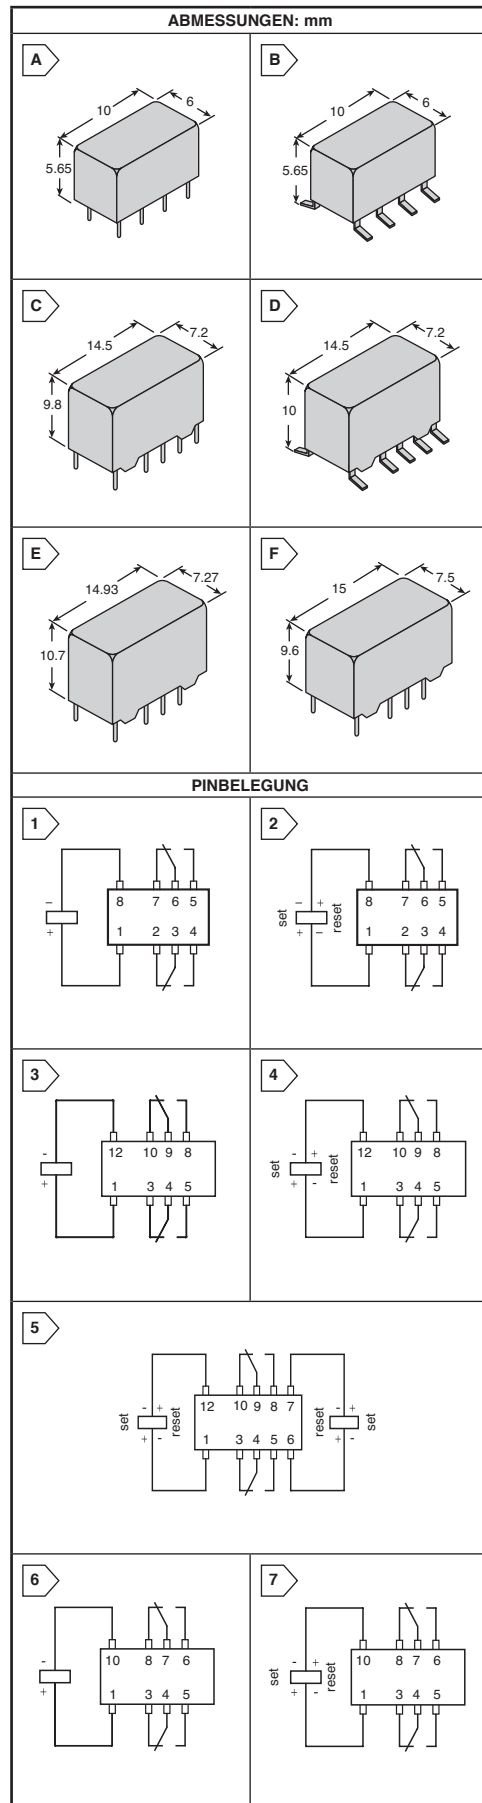 ABMESSUNGEN: mm
A
B
10
6
5.65
10
6
5.65
C
D
14.5
7.2
9.8
14.5
7.2
10
E
F
14.93
7.27
10.7
15
7.5
9.6
PINBELEGUNG
1
2
–
+
8 7 6 5
1 2 3 4
set
– +
+ –
reset
8 7 6 5
1 2 3 4
3
4
-
+
12 10 9 8
1 3 4 5
set
- +
+ -
reset
12 10 9 8
1 3 4 5
5
set
- +
+ -
reset
12 10 9 8 7
1 3 4 5 6
reset
- +
+ -
set
6
7
-
+
10 8 7 6
1 3 4 5
set
- +
+ -
reset
10 8 7 6
1 3 4 5